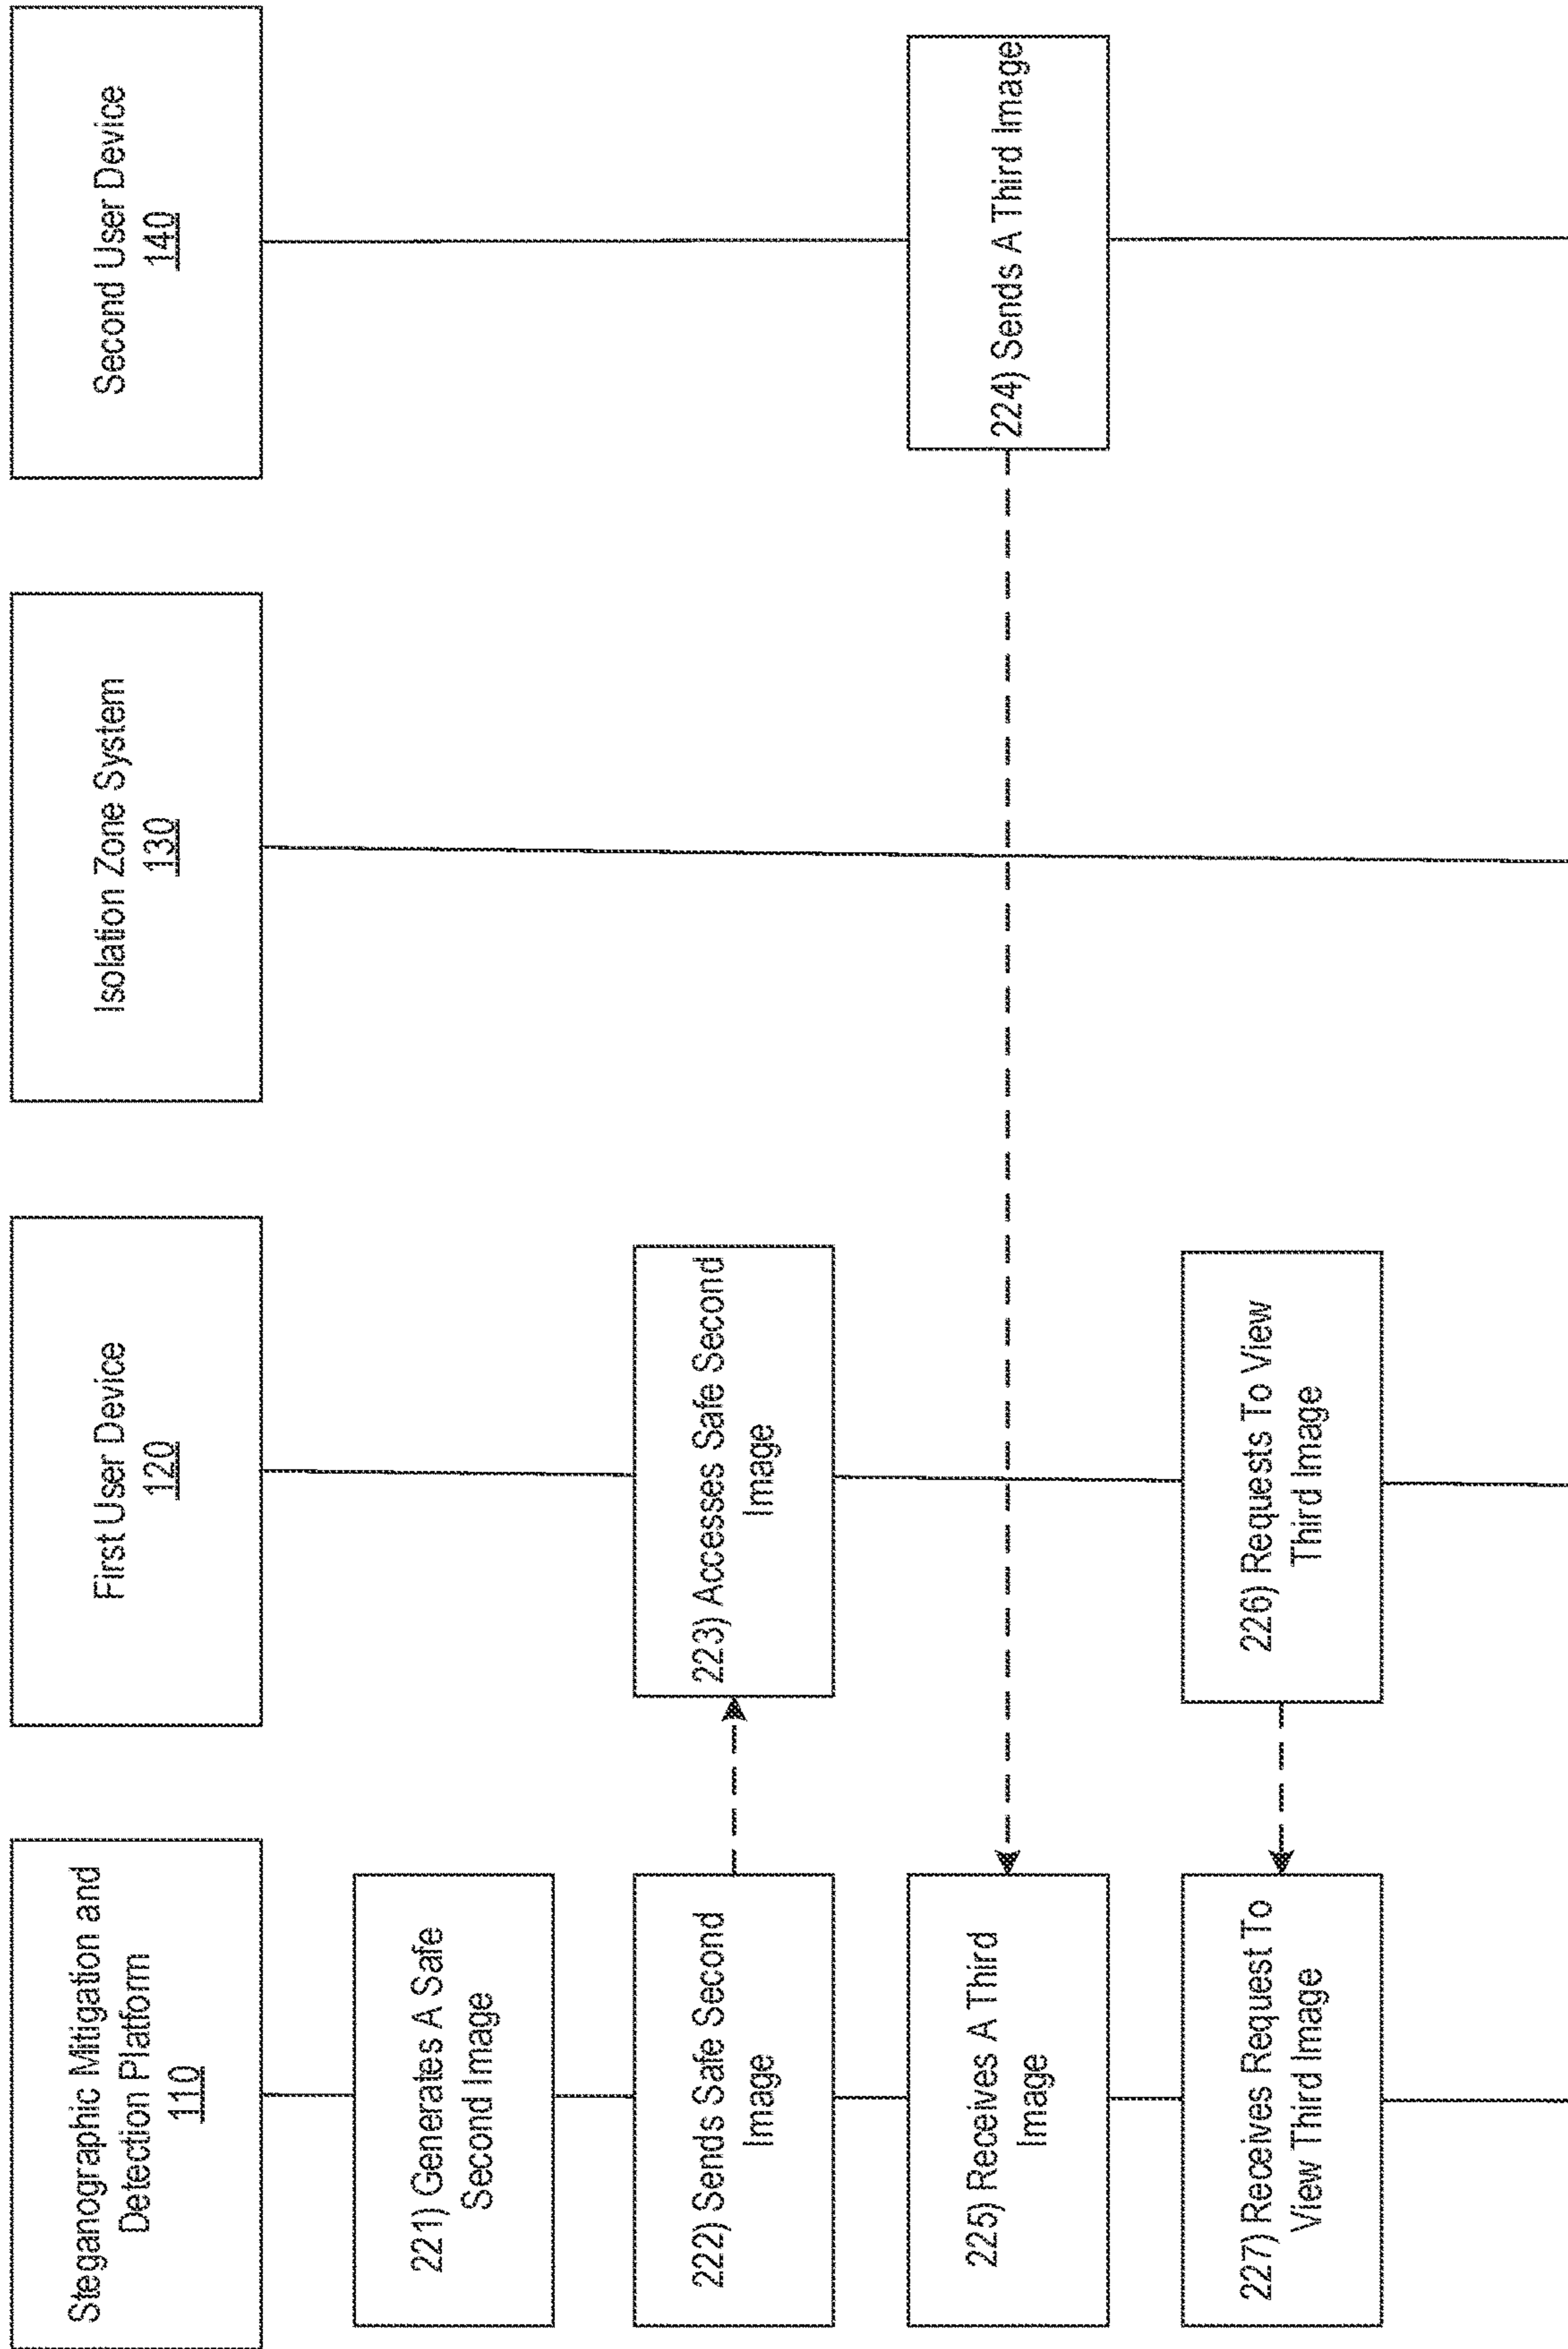 Steganographic Mitigation and
Detection Platform
110
First User Device
120
Isolation Zone System
130
Second User Device
140
221) Generates A Safe
Second Image
222) Sends Safe Second
Image
223) Accesses Safe Second
Image
224) Sends A Third Image
225) Receives A Third
Image
226) Requests To View
Third Image
227) Receives Request To
View Third Image